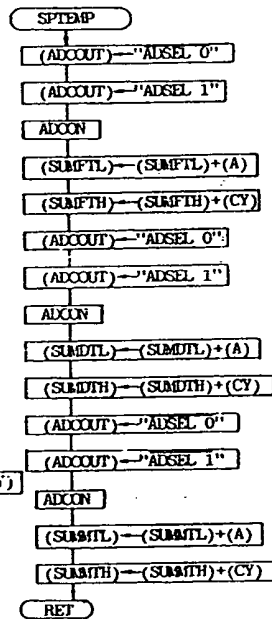 SPTEMP
(ADCOUT)←"ADSEL 0"
(ADCOUT)←"ADSEL 1"
ADCON
(SUMFTL)←(SUMFTL)+(A)
(SUMFTH)←(SUMFTH)+(CY)
(ADCOUT)←"ADSEL 0"
(ADCOUT)←"ADSEL 1"
ADCON
(SUMDTL)←(SUMDTL)+(A)
(SUMDTH)←(SUMDTH)+(CY)
(ADCOUT)←"ADSEL 0"
(ADCOUT)←"ADSEL 1"
ADCON
(SUMMTL)←(SUMMTL)+(A)
(SUMMTH)←(SUMMTH)+(CY)
RET